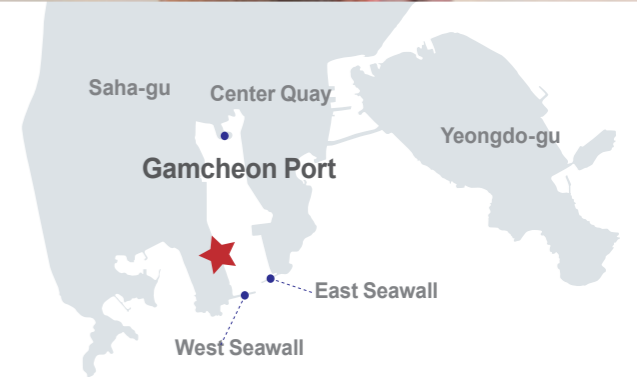 Saha-gu
Center Quay
Yeongdo-gu
Gamcheon Port
East Seawall
West Seawall